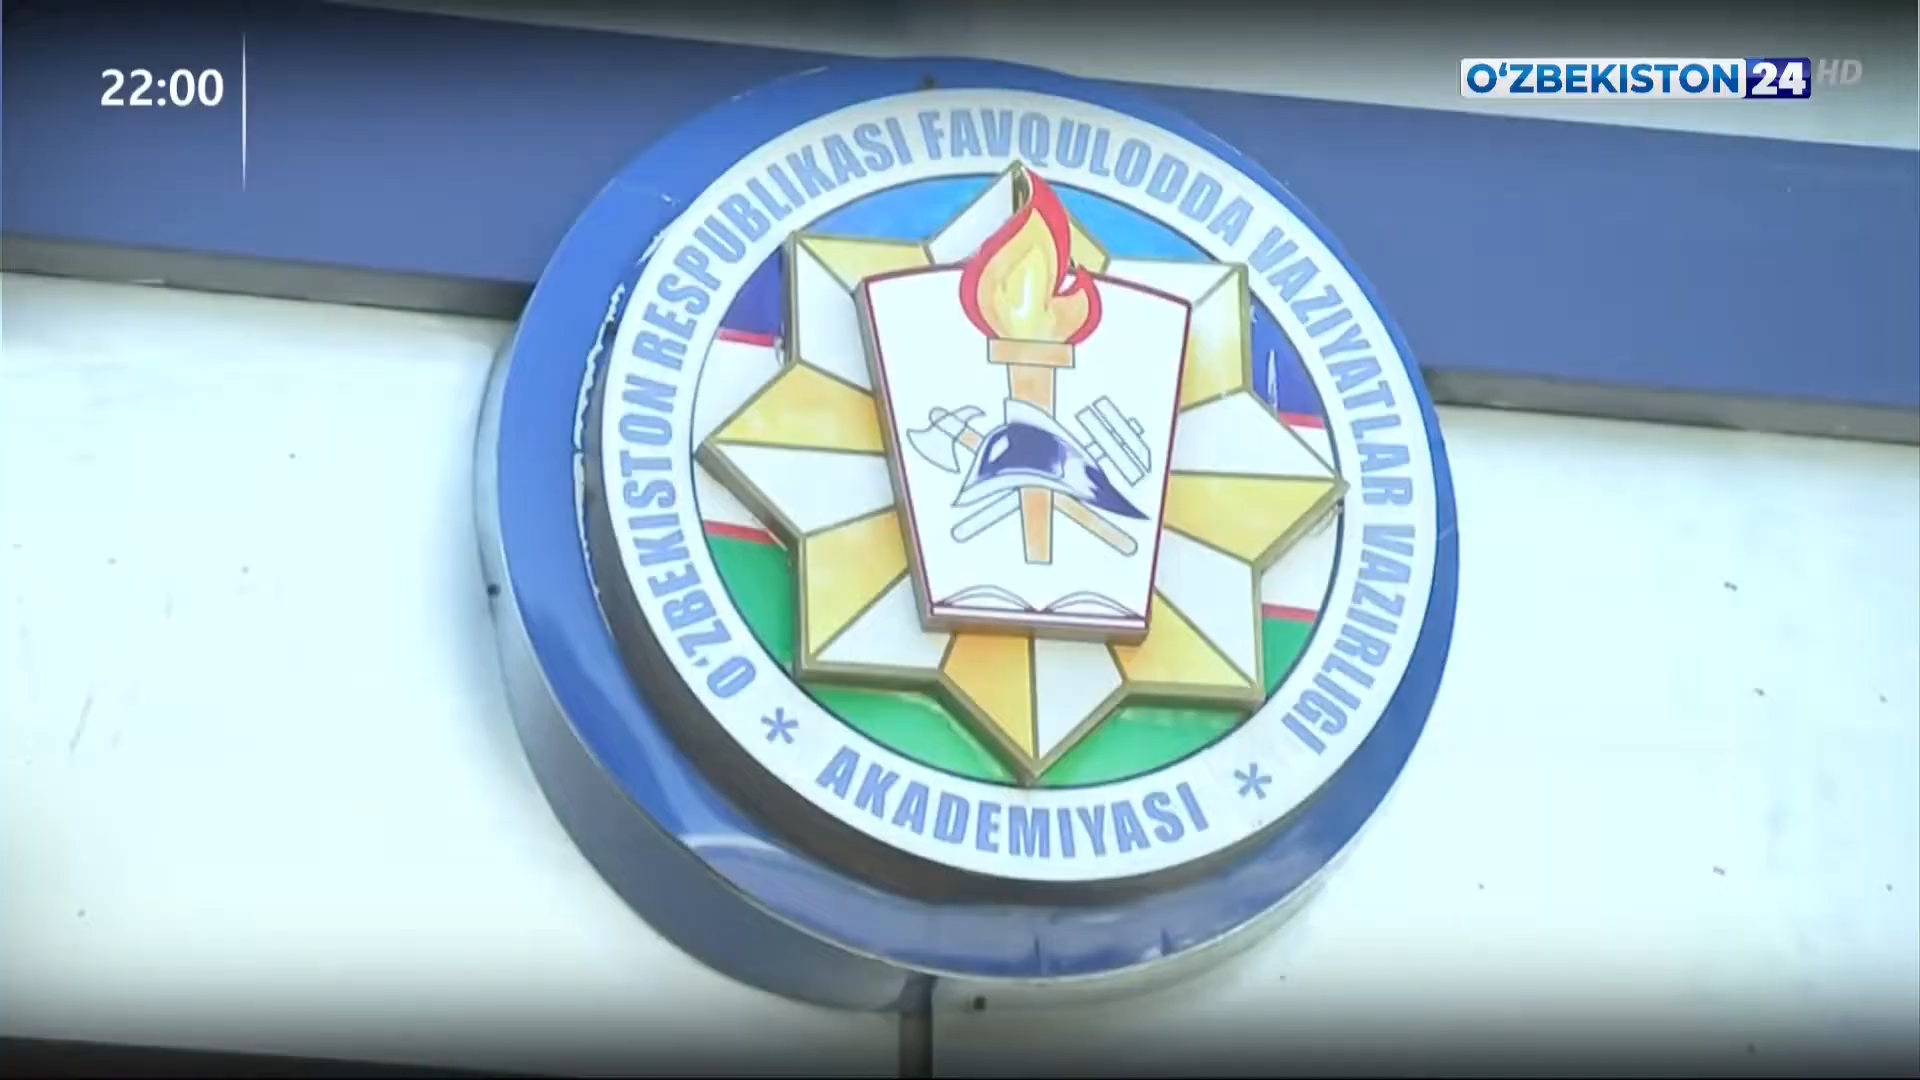 22:00
O‘ZBEKISTON 24 HD
O'ZBEKISTON RESPUBLIKASI FAVQULODDA VAZIYATLAR VAZIRLIGI
* AKADEMIYASI *